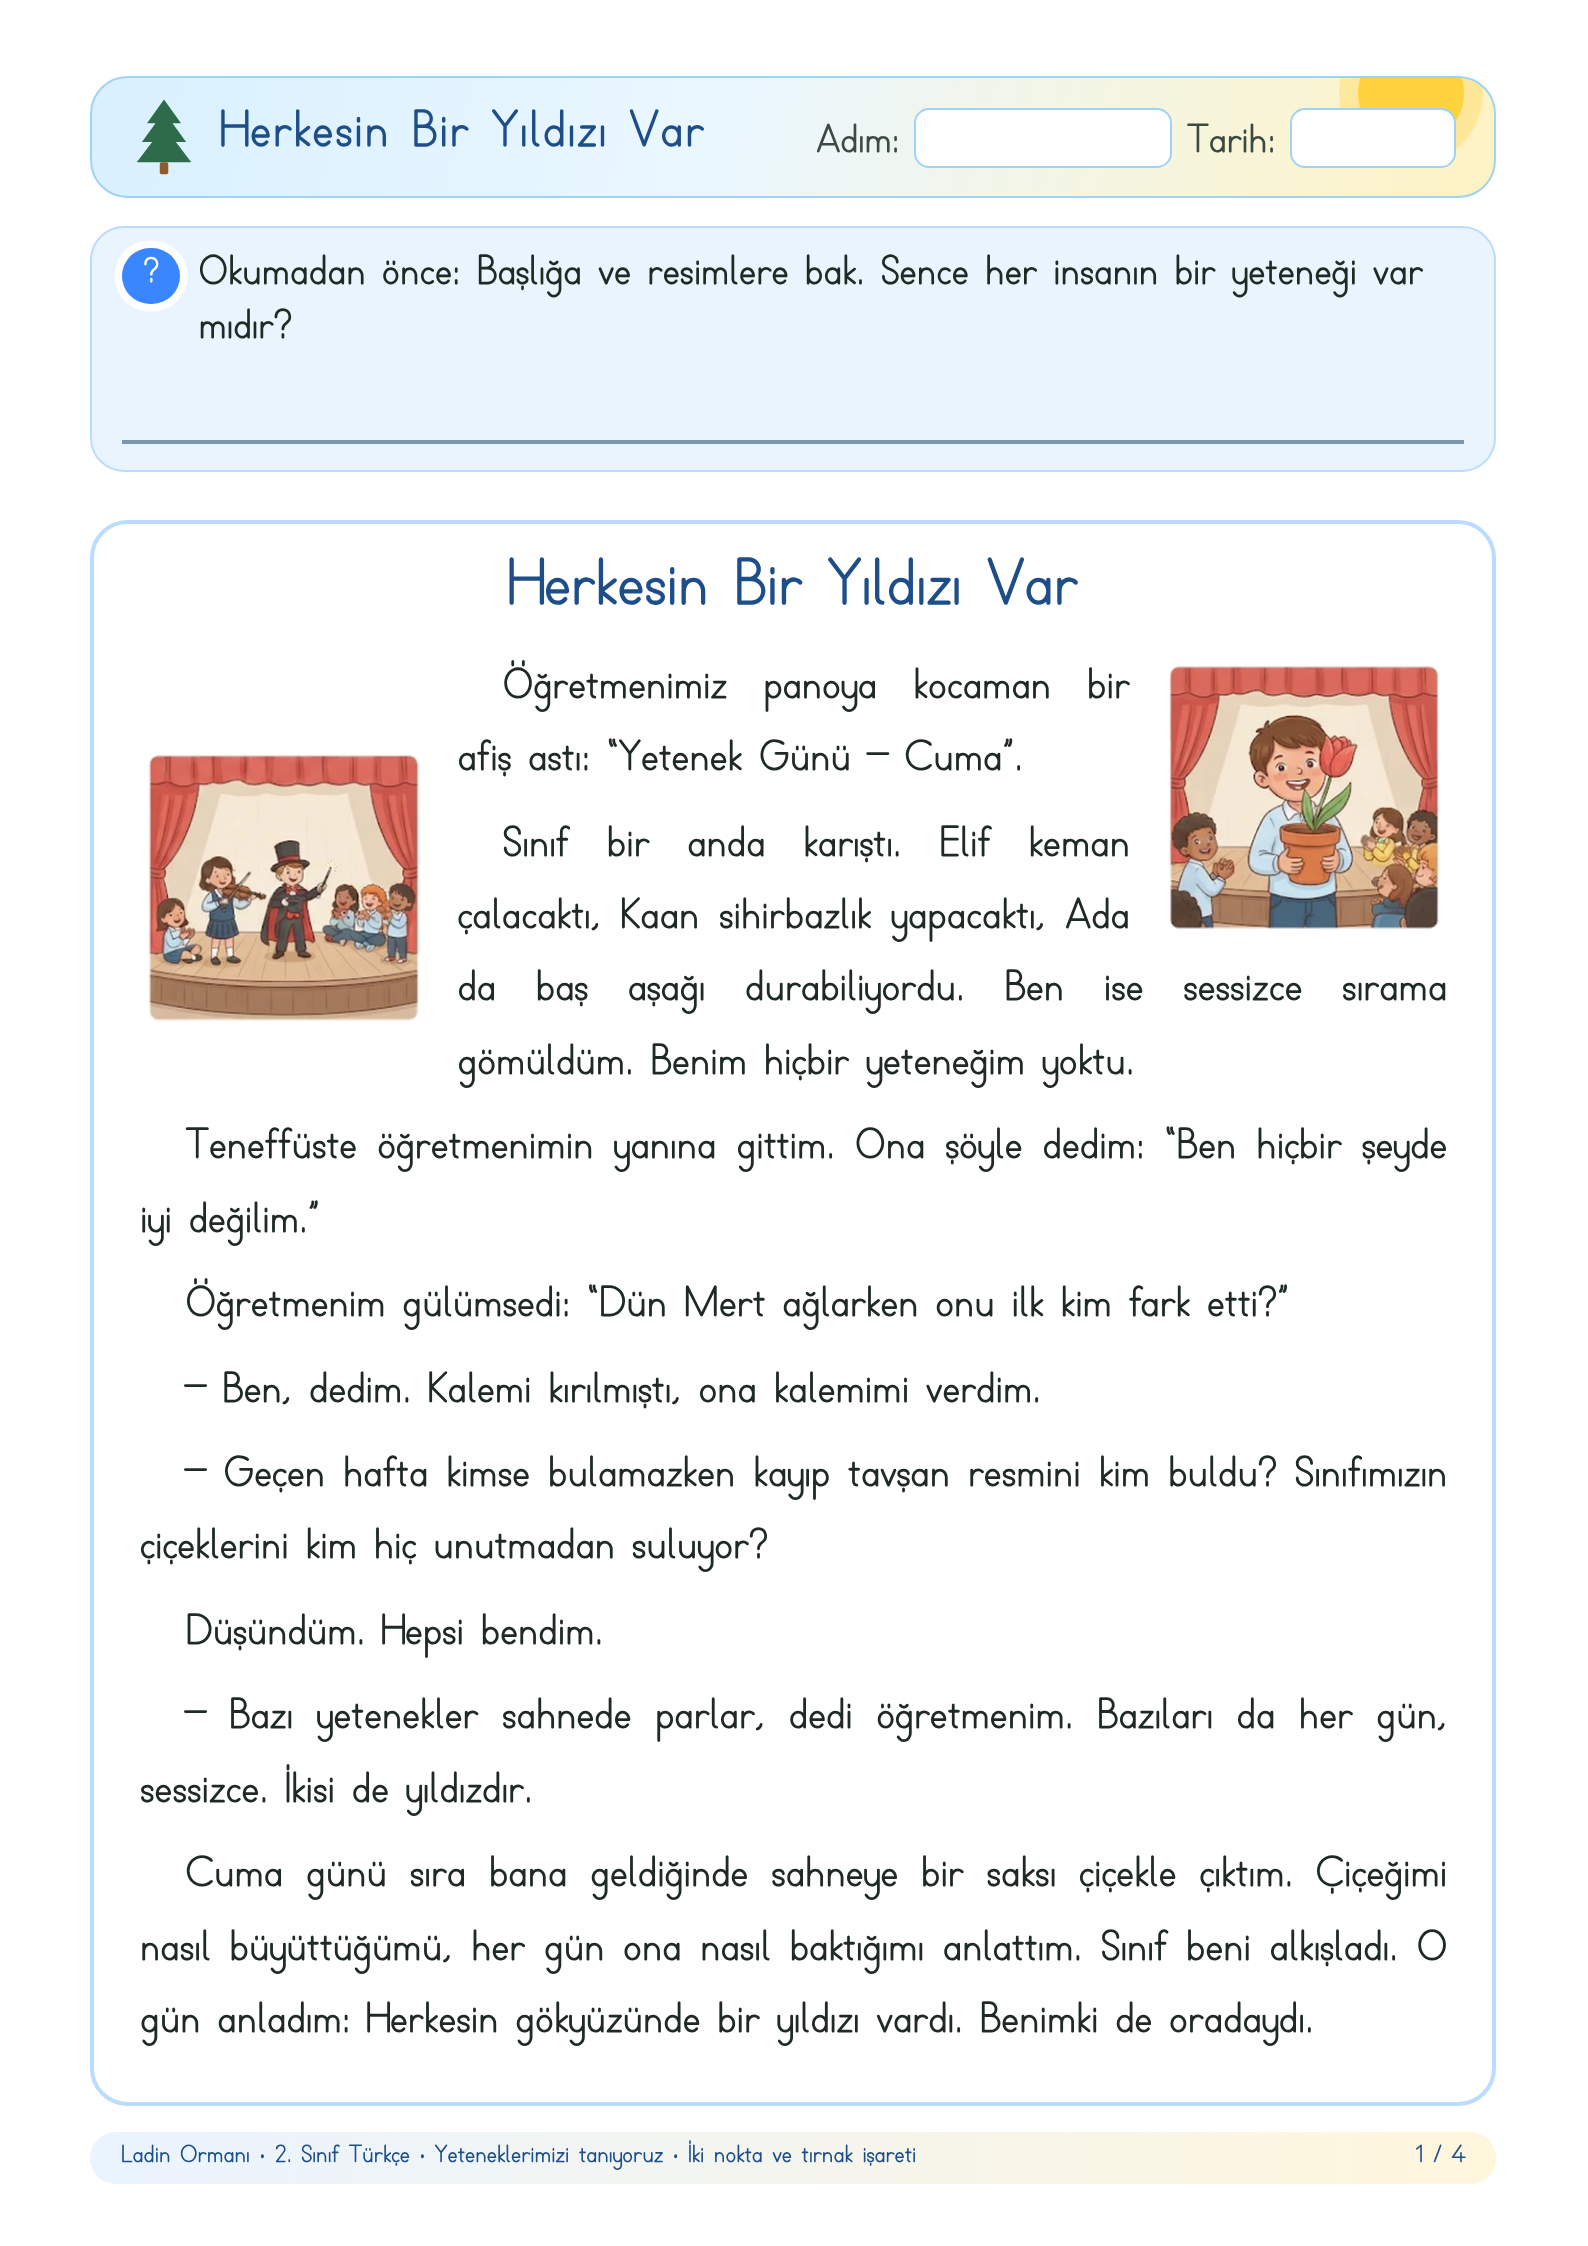 Herkesin Bir Yıldızı Var
Adım:
Tarih:
?
Okumadan önce: Başlığa ve resimlere bak. Sence her insanın bir yeteneği var
mıdır?
Herkesin Bir Yıldızı Var
Öğretmenimiz panoya kocaman bir
afiş astı: “Yetenek Günü – Cuma”.
Sınıf bir anda karıştı. Elif keman
çalacaktı, Kaan sihirbazlık yapacaktı, Ada
da baş aşağı durabiliyordu. Ben ise sessizce sırama
gömüldüm. Benim hiçbir yeteneğim yoktu.
Teneffüste öğretmenimin yanına gittim. Ona şöyle dedim: “Ben hiçbir şeyde
iyi değilim.”
Öğretmenim gülümsedi: “Dün Mert ağlarken onu ilk kim fark etti?”
– Ben, dedim. Kalemi kırılmıştı, ona kalemimi verdim.
– Geçen hafta kimse bulamazken kayıp tavşan resmini kim buldu? Sınıfımızın
çiçeklerini kim hiç unutmadan suluyor?
Düşündüm. Hepsi bendim.
– Bazı yetenekler sahnede parlar, dedi öğretmenim. Bazıları da her gün,
sessizce. İkisi de yıldızdır.
Cuma günü sıra bana geldiğinde sahneye bir saksı çiçekle çıktım. Çiçeğimi
nasıl büyüttüğümü, her gün ona nasıl baktığımı anlattım. Sınıf beni alkışladı. O
gün anladım: Herkesin gökyüzünde bir yıldızı vardı. Benimki de oradaydı.
Ladin Ormanı • 2. Sınıf Türkçe • Yeteneklerimizi tanıyoruz • İki nokta ve tırnak işareti
1 / 4